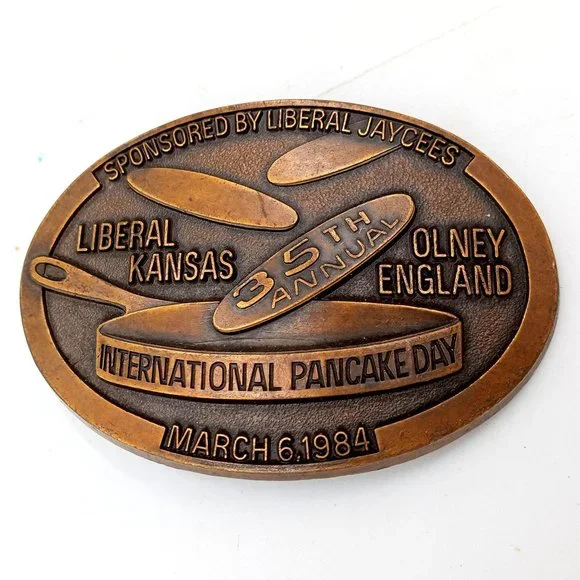 SPONSORED BY LIBERAL JAYCEES
LIBERAL
KANSAS
35TH
ANNUAL
OLNEY
ENGLAND
INTERNATIONAL PANCAKE DAY
MARCH 6, 1984